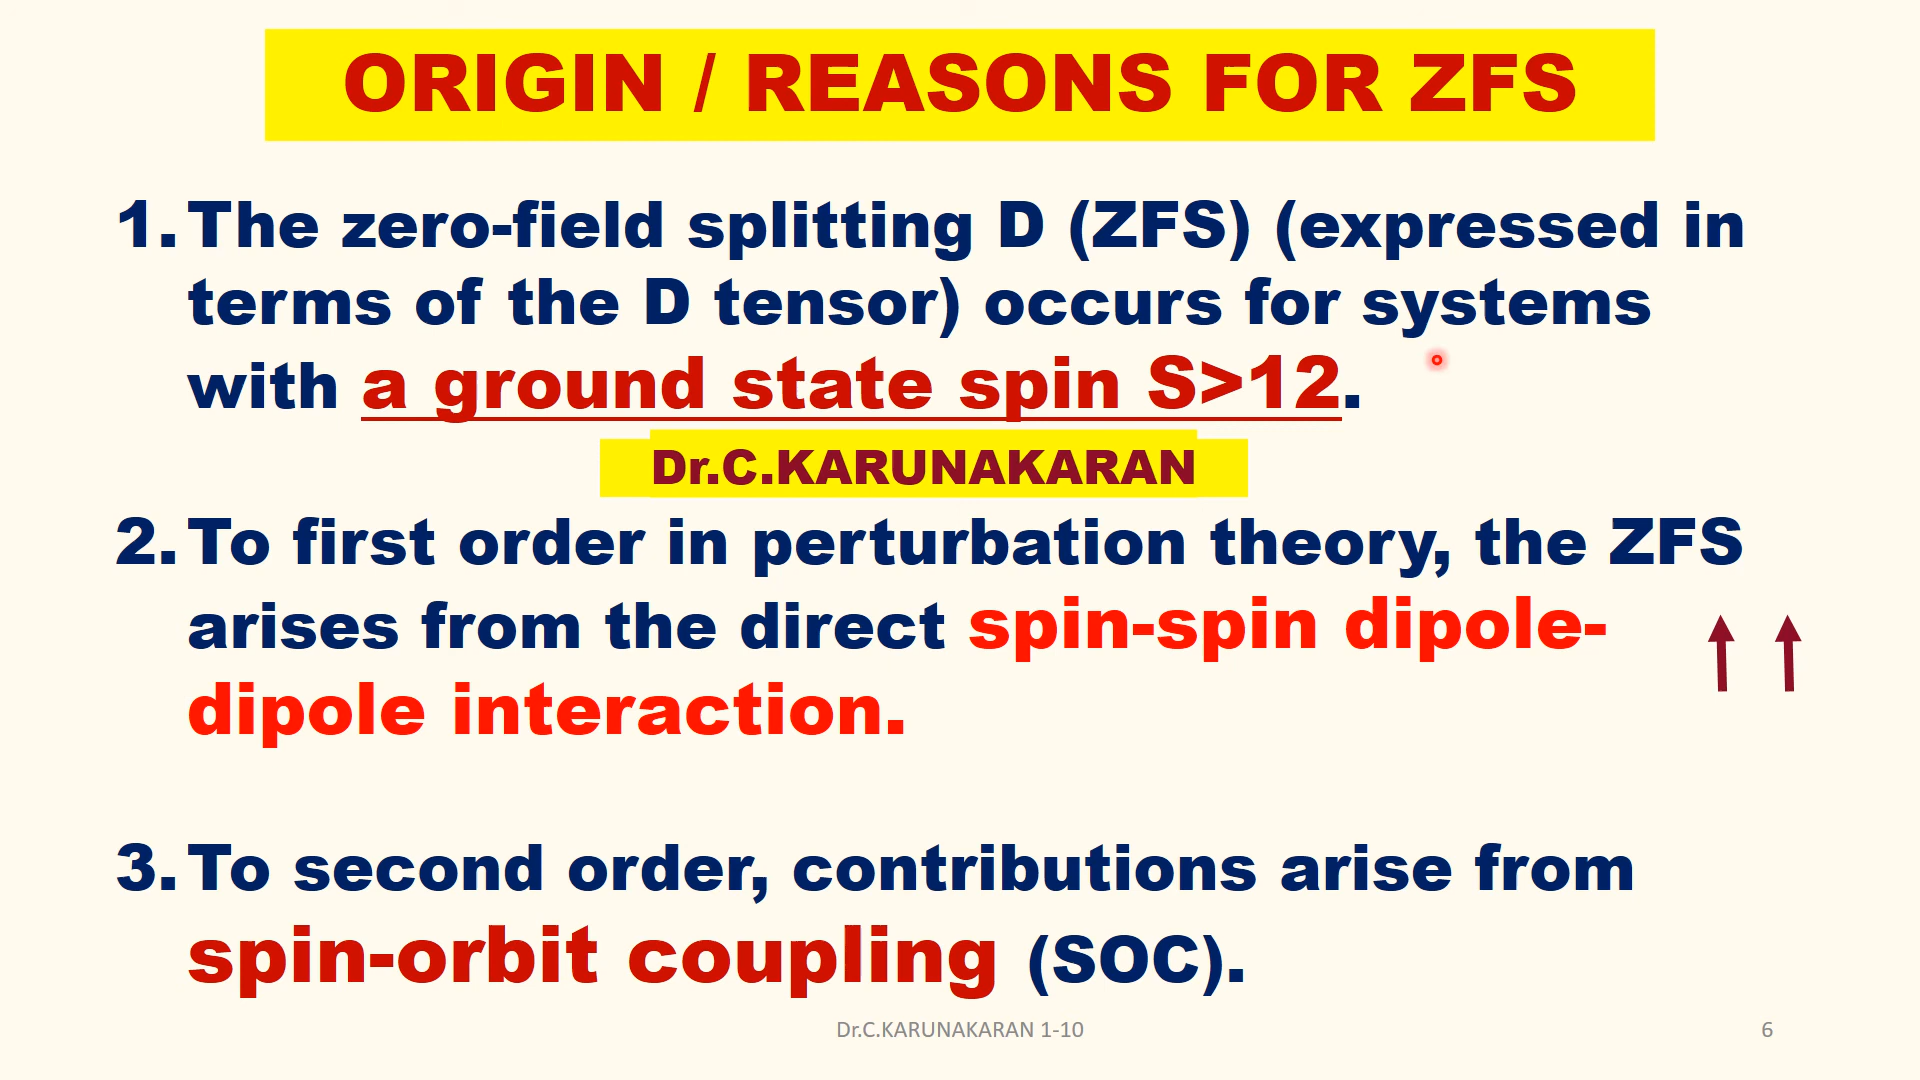 ORIGIN / REASONS FOR ZFS
1. The zero-field splitting D (ZFS) (expressed in
terms of the D tensor) occurs for systems
with a ground state spin S>12.
Dr.C.KARUNAKARAN
2. To first order in perturbation theory, the ZFS
arises from the direct spin-spin dipole-
dipole interaction.
3. To second order, contributions arise from
spin-orbit coupling (SOC).
Dr.C.KARUNAKARAN 1-10
6